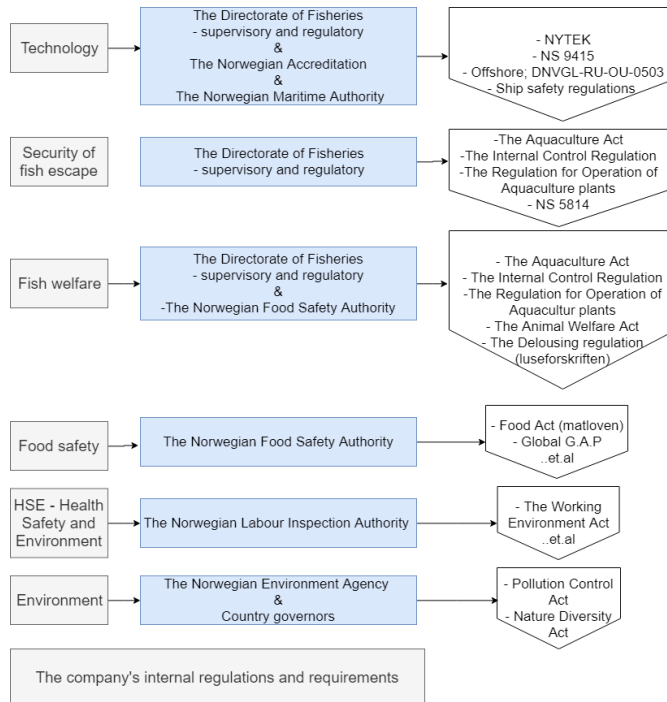 Technology
The Directorate of Fisheries
- supervisory and regulatory
&
The Norwegian Accreditation
&
The Norwegian Maritime Authority
- NYTEK
- NS 9415
- Offshore; DNVGL-RU-OU-0503
- Ship safety regulations
Security of
fish escape
The Directorate of Fisheries
- supervisory and regulatory
-The Aquaculture Act
-The Internal Control Regulation
-The Regulation for Operation of
Aquaculture plants
- NS 5814
Fish welfare
The Directorate of Fisheries
- supervisory and regulatory
&
-The Norwegian Food Safety Authority
- The Aquaculture Act
- The Internal Control Regulation
-The Regulation for Operation of
Aquacultur plants
- The Animal Welfare Act
- The Delousing regulation
(luseforskriften)
Food safety
The Norwegian Food Safety Authority
- Food Act (matloven)
- Global G.A.P
..et.al
HSE - Health
Safety and
Environment
The Norwegian Labour Inspection Authority
- The Working
Environment Act
..et.al
Environment
The Norwegian Environment Agency
&
Country governors
- Pollution Control
Act
- Nature Diversity
Act
The company's internal regulations and requirements